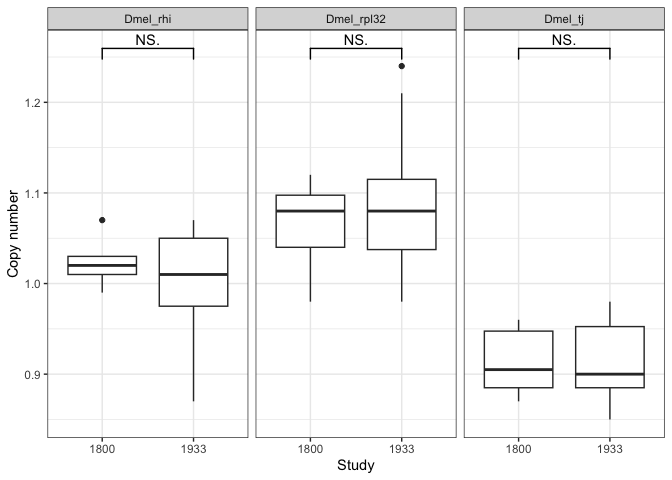 Dmel_rhi Dmel_rpl32 Dmel_tj
NS. NS. NS.
1.2
1.1
1.0
0.9
Copy number
1800 1933 1800 1933 1800 1933
Study